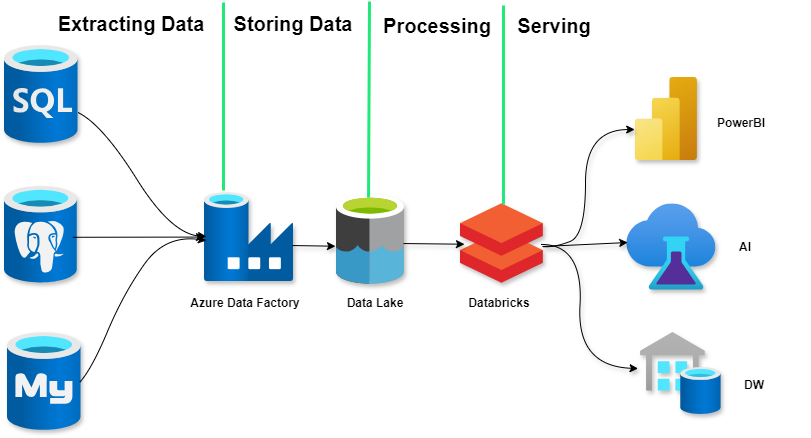 Extracting Data
Storing Data
Processing
Serving
SQL
My
Azure Data Factory
Data Lake
Databricks
PowerBI
AI
DW